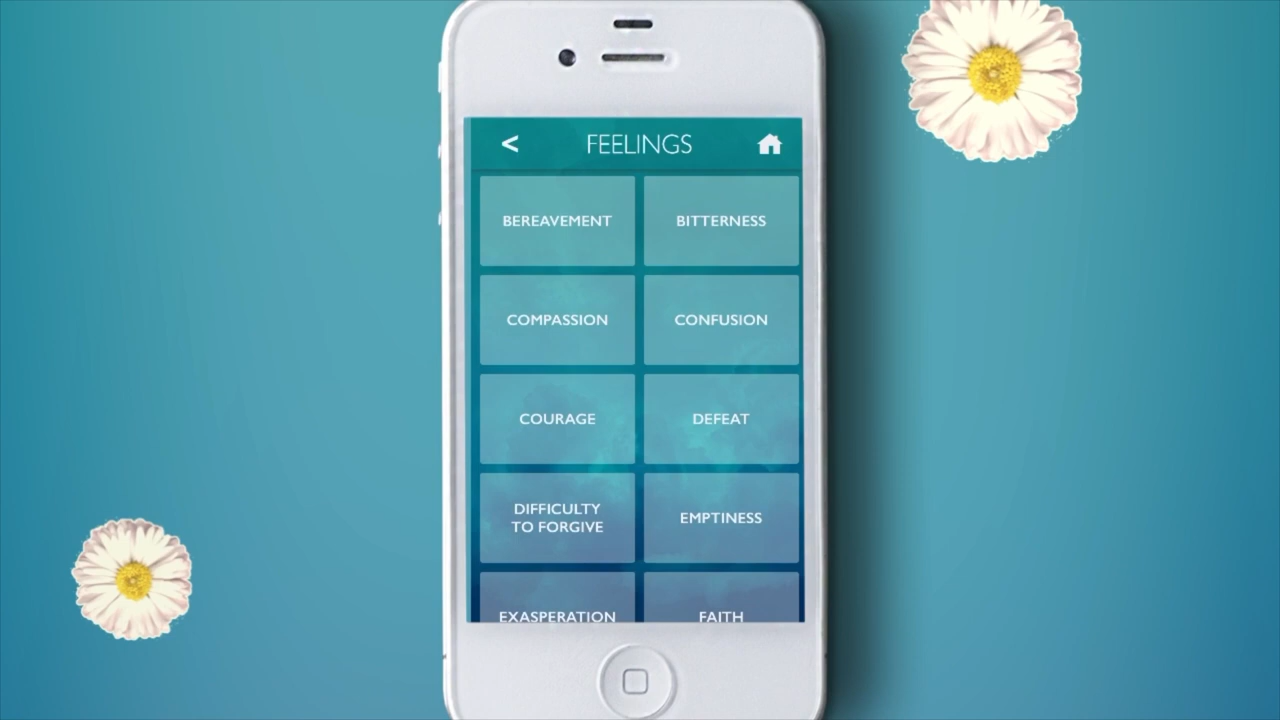 < FEELINGS
BEREAVEMENT
BITTERNESS
COMPASSION
CONFUSION
COURAGE
DEFEAT
DIFFICULTY
TO FORGIVE
EMPTINESS
EXASPERATION
FAITH